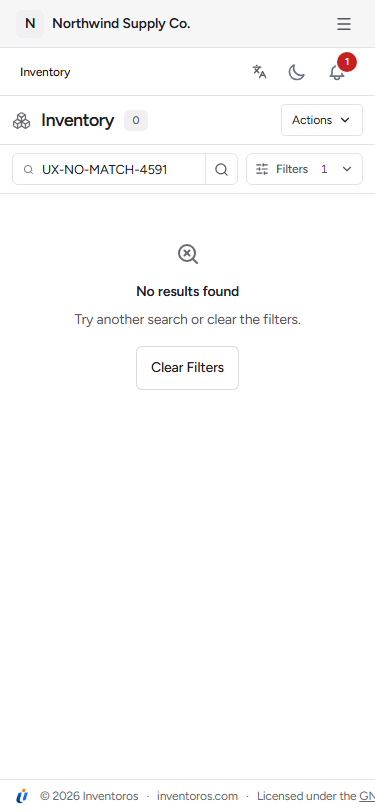 N Northwind Supply Co.
Inventory
1
Inventory 0
Actions
UX-NO-MATCH-4591
Filters 1
No results found
Try another search or clear the filters.
Clear Filters
© 2026 Inventoros · inventoros.com · Licensed under the GN